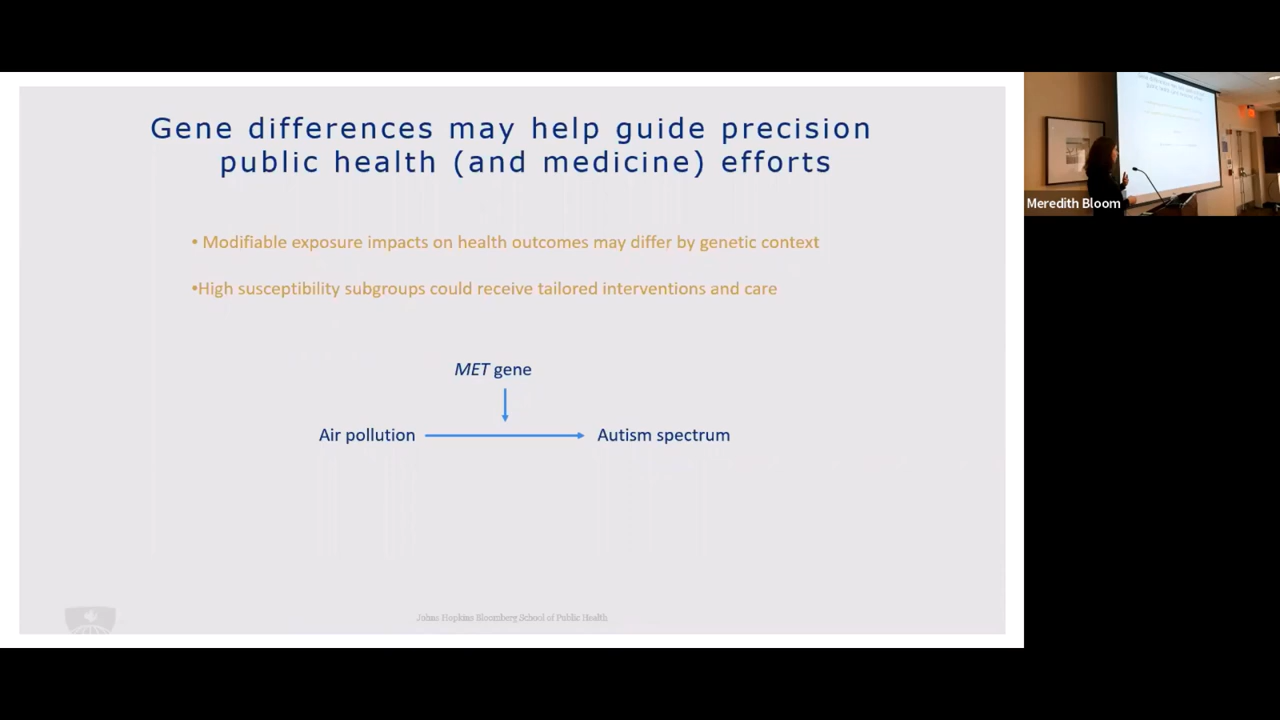 Gene differences may help guide precision
public health (and medicine) efforts
• Modifiable exposure impacts on health outcomes may differ by genetic context
•High susceptibility subgroups could receive tailored interventions and care
MET gene
Air pollution
Autism spectrum
Johns Hopkins Bloomberg School of Public Health
Meredith Bloom